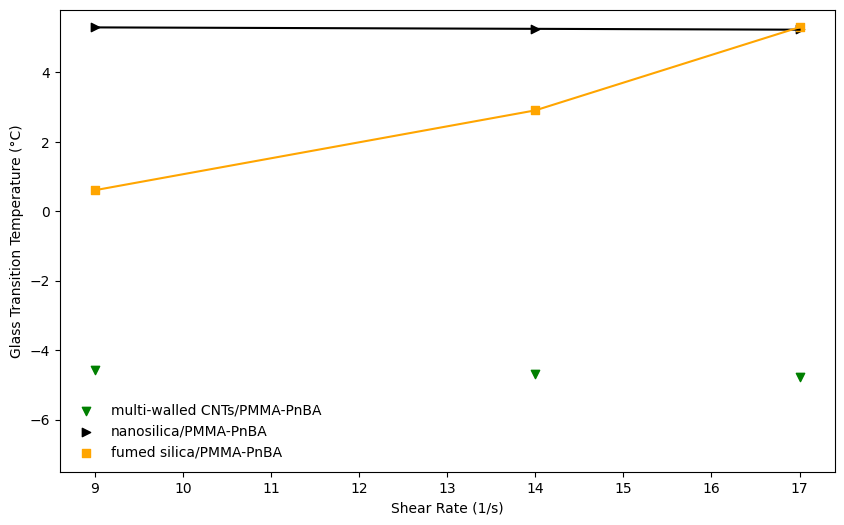 Glass Transition Temperature (°C)
4
2
0
−2
−4
−6
multi-walled CNTs/PMMA-PnBA
nanosilica/PMMA-PnBA
fumed silica/PMMA-PnBA
9 10 11 12 13 14 15 16 17
Shear Rate (1/s)